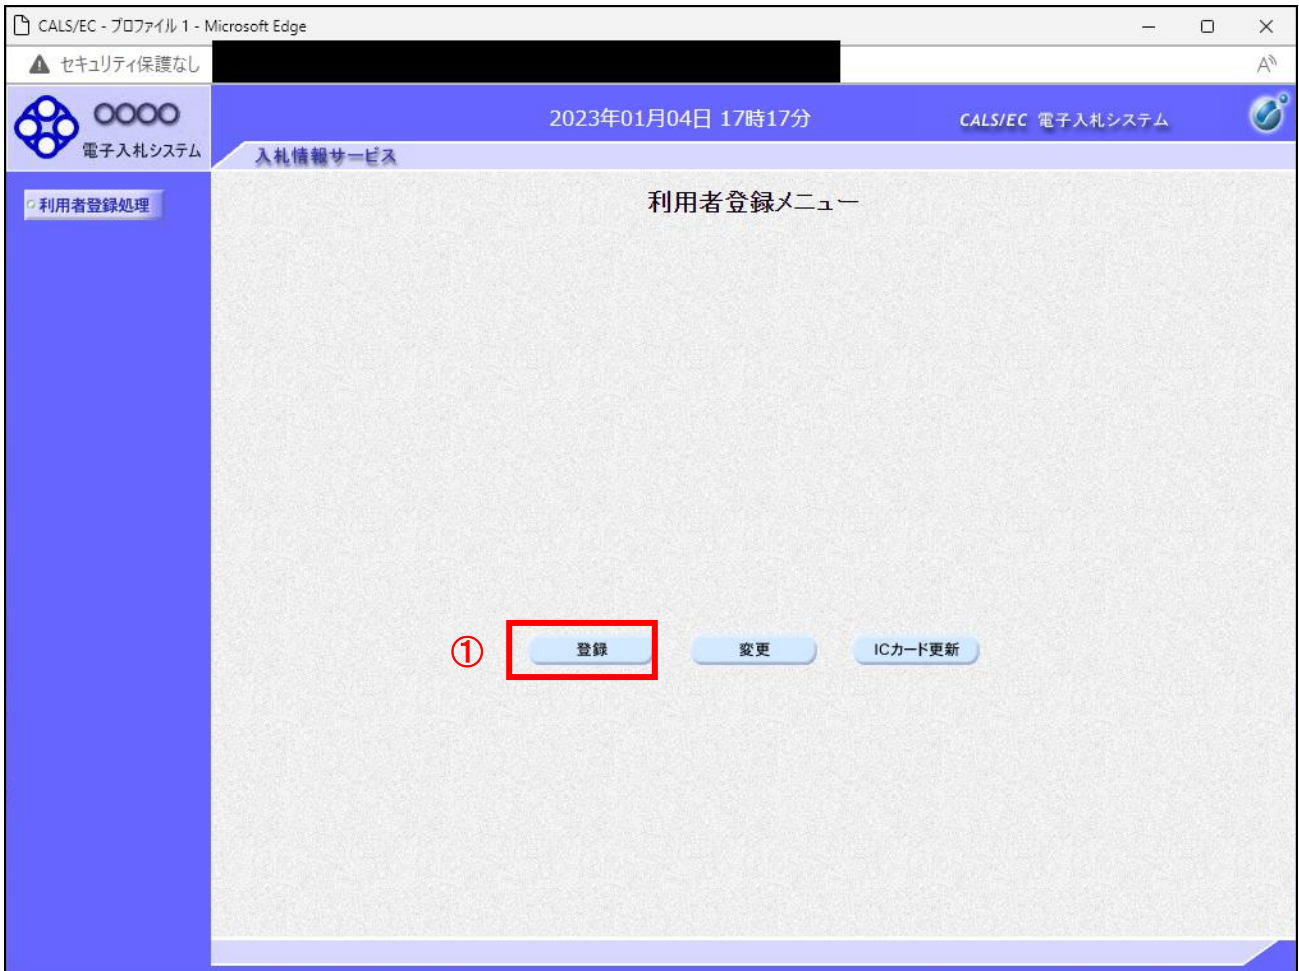 CALS/EC - プロファイル 1 - Microsoft Edge
セキュリティ保護なし
〇〇〇〇
電子入札システム
2023年01月04日 17時17分
CALS/EC 電子入札システム
入札情報サービス
利用者登録処理
利用者登録メニュー
①
登録
変更
ICカード更新